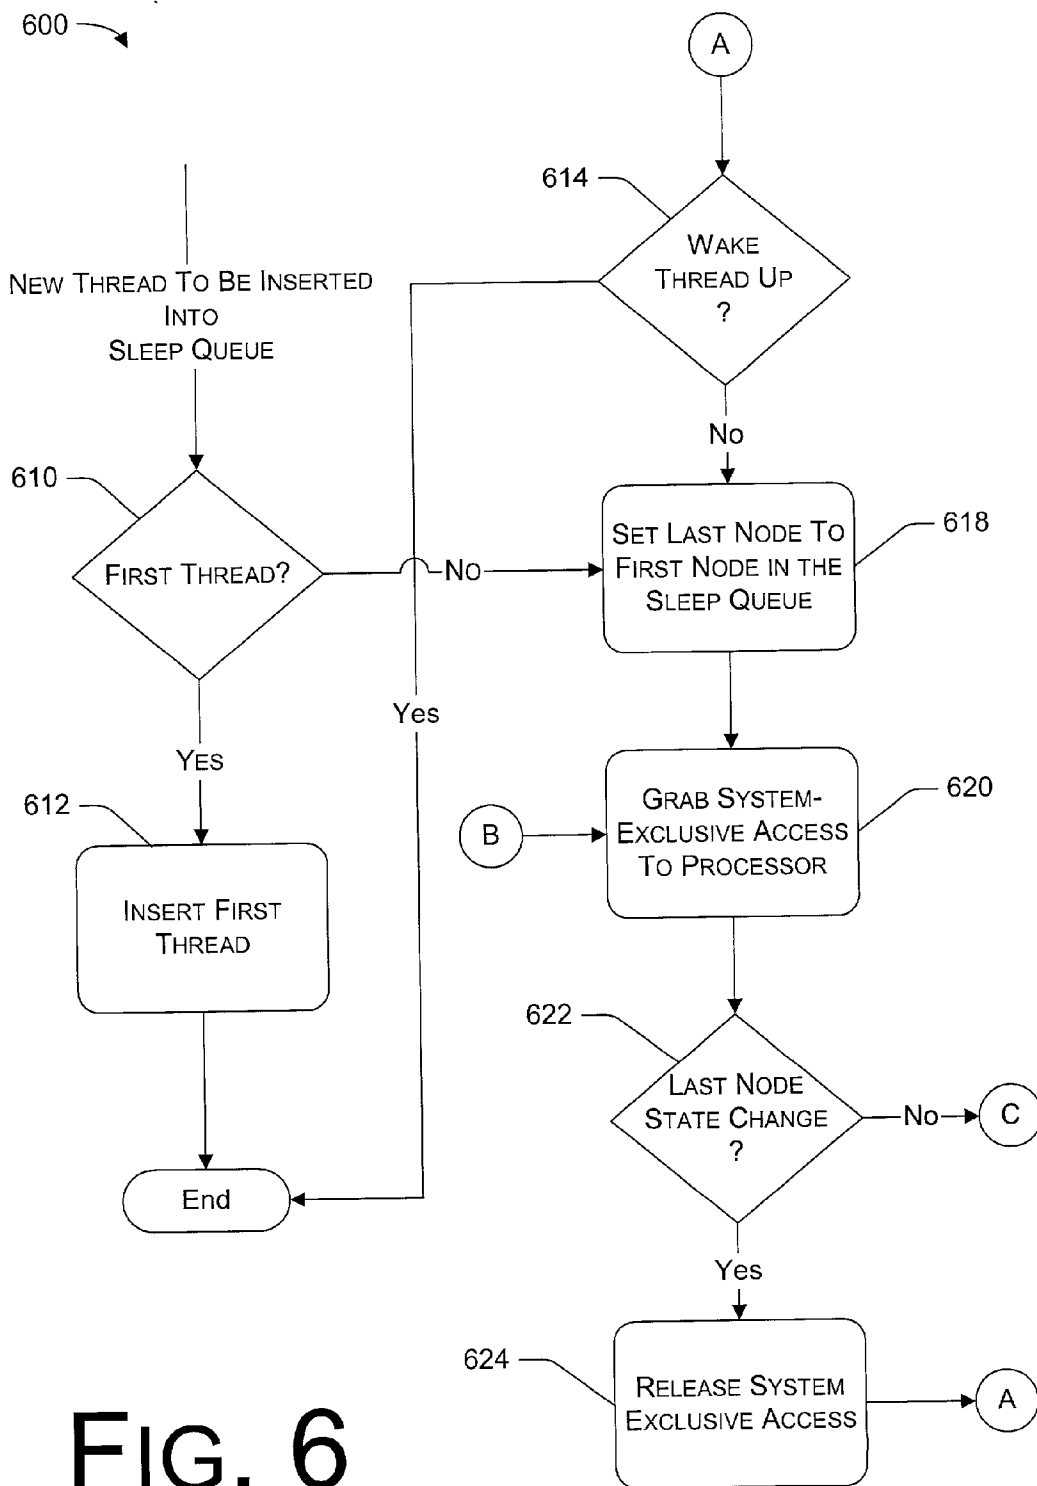 600
A
614
WAKE
THREAD UP
?
NEW THREAD TO BE INSERTED
INTO
SLEEP QUEUE
No
610
FIRST THREAD?
NO
SET LAST NODE TO
FIRST NODE IN THE
SLEEP QUEUE
618
Yes
YES
612
INSERT FIRST
THREAD
B
GRAB SYSTEM-
EXCLUSIVE ACCESS
TO PROCESSOR
620
622
LAST NODE
STATE CHANGE
?
No
C
End
Yes
624
RELEASE SYSTEM
EXCLUSIVE ACCESS
A
FIG. 6